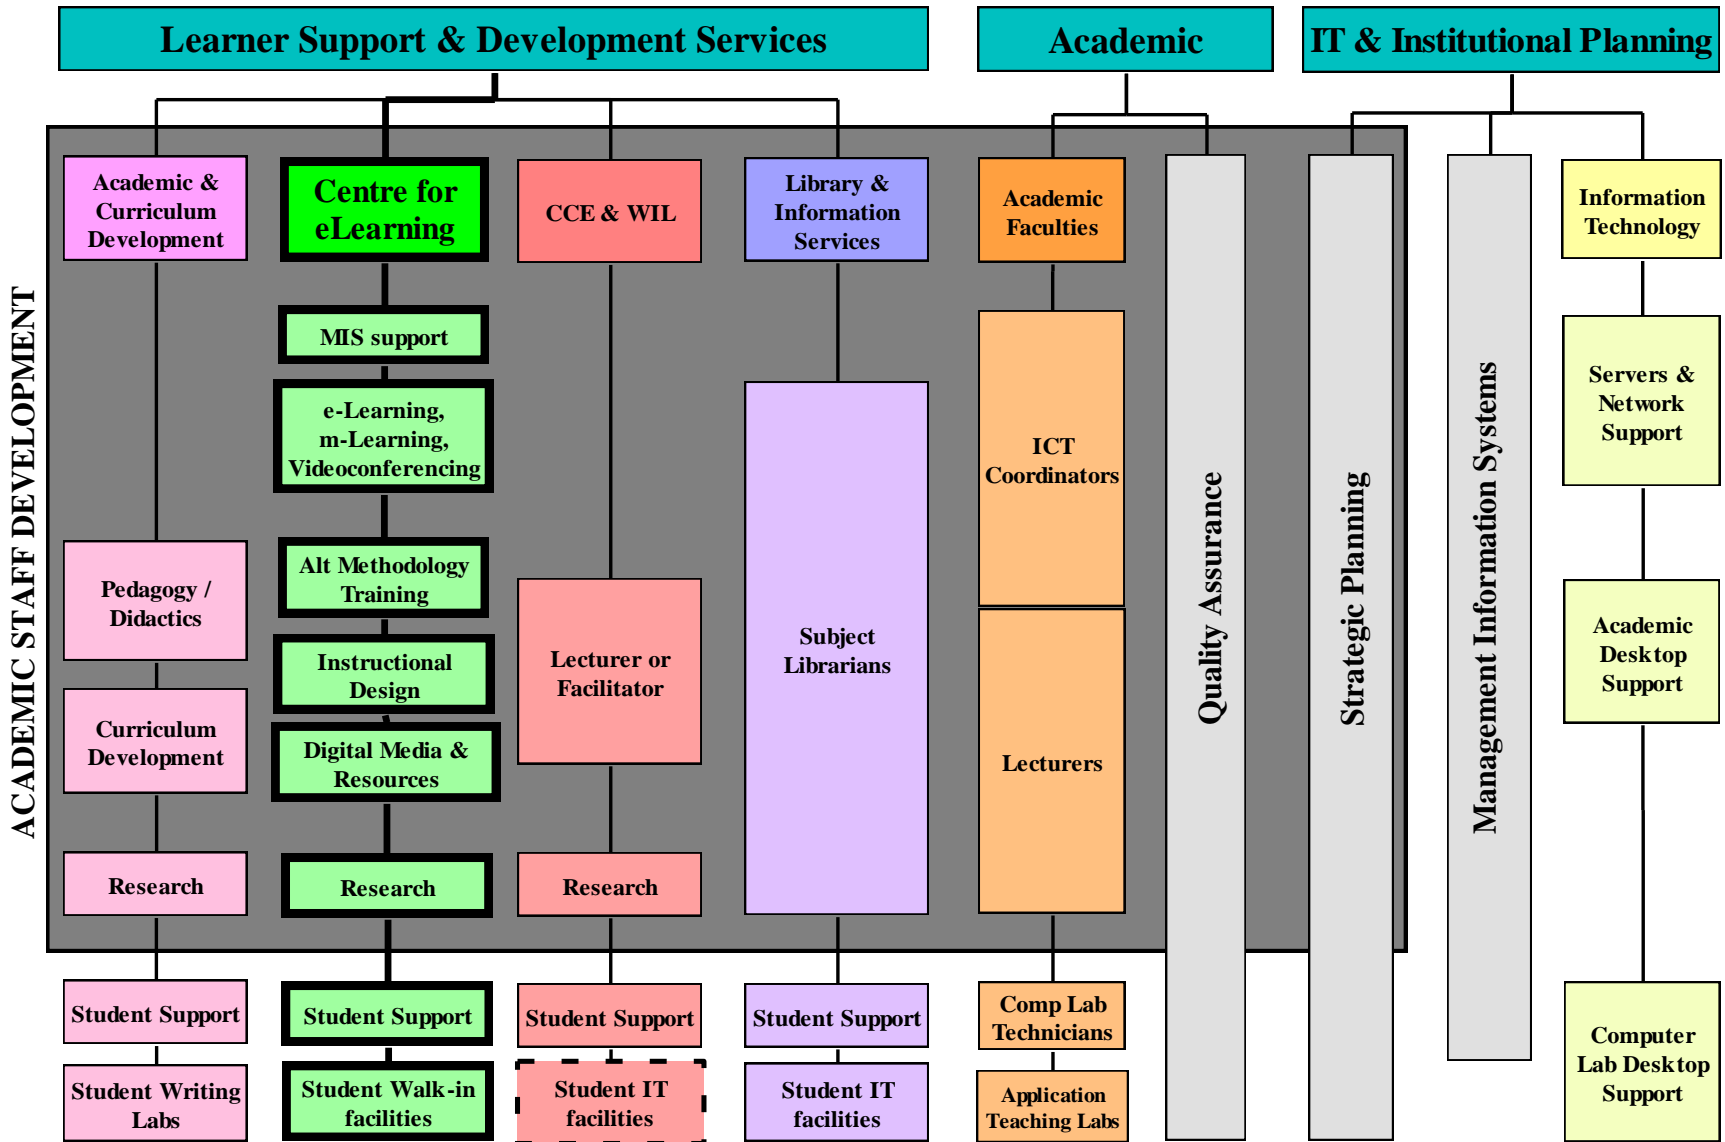 Learner Support & Development Services
Academic
IT & Institutional Planning
ACADEMIC STAFF DEVELOPMENT
Academic &
Curriculum
Development
Pedagogy /
Didactics
Curriculum
Development
Research
Student Support
Student Writing
Labs
Centre for
eLearning
MIS support
e-Learning,
m-Learning,
Videoconferencing
Alt Methodology
Training
Instructional
Design
Digital Media &
Resources
Research
Student Support
Student Walk-in
facilities
CCE & WIL
Lecturer or
Facilitator
Research
Student Support
Student IT
facilities
Library &
Information
Services
Subject
Librarians
Student Support
Student IT
facilities
Academic
Faculties
ICT
Coordinators
Lecturers
Comp Lab
Technicians
Application
Teaching Labs
Quality Assurance
Strategic Planning
Management Information Systems
Information
Technology
Servers &
Network
Support
Academic
Desktop
Support
Computer
Lab Desktop
Support